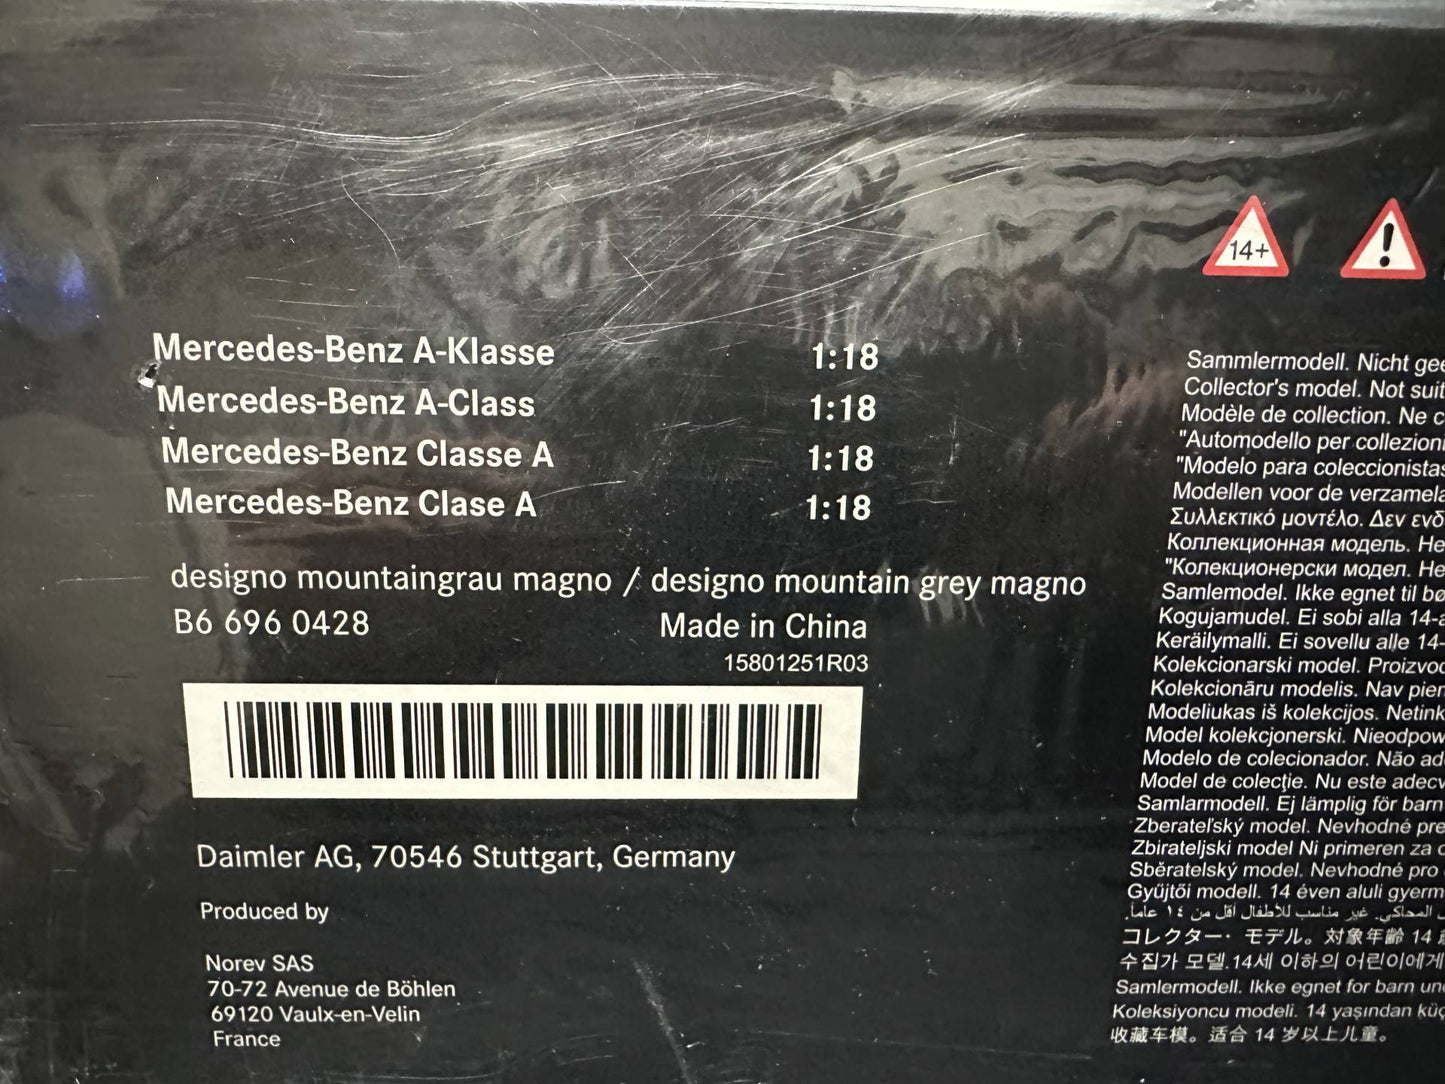 14+
!
Mercedes-Benz A-Klasse 1:18
Mercedes-Benz A-Class 1:18
Mercedes-Benz Classe A 1:18
Mercedes-Benz Clase A 1:18
designo mountaingrau magno / designo mountain grey magno
B6 696 0428 Made in China
15801251R03
Daimler AG, 70546 Stuttgart, Germany
Produced by
Norev SAS
70-72 Avenue de Böhlen
69120 Vaulx-en-Velin
France
Sammlermodell. Nicht
Collector's model. Not
Modèle de collection. Ne
"Automodello per
"Modelo para
Modellen voor de
Συλλεκτικό μοντέλο. Δεν
Коллекционная модель.
"Колекционерски модел.
Samlemodel. Ikke egnet til
Kogujamudel. Ei sobi alla
Keräilymalli. Ei sovellu alle
Kolekcionarski model.
Kolekcionāru modelis. Nav
Modeliukas iš kolekcijos.
Model kolekcjonerski.
Modelo de colecionador. Não
Model de colecţie. Nu este
Samlarmodell. Ej lämplig för
Zberateľský model. Nevhodné
Zbirateljski model Ni primeren za
Sběratelský model. Nevhodné pro
Gyűjtői modell. 14 éven aluli
المحاكي. غير مناسب للأطفال أقل من ١٤ عاماً.
コレクター・モデル。対象年齢 14
수집가 모델.14세 이하의 어린이에게
Samlermodell. Ikke egnet for barn
Koleksiyoncu modeli. 14 yaşından
收藏车模。适合 14 岁以上儿童。